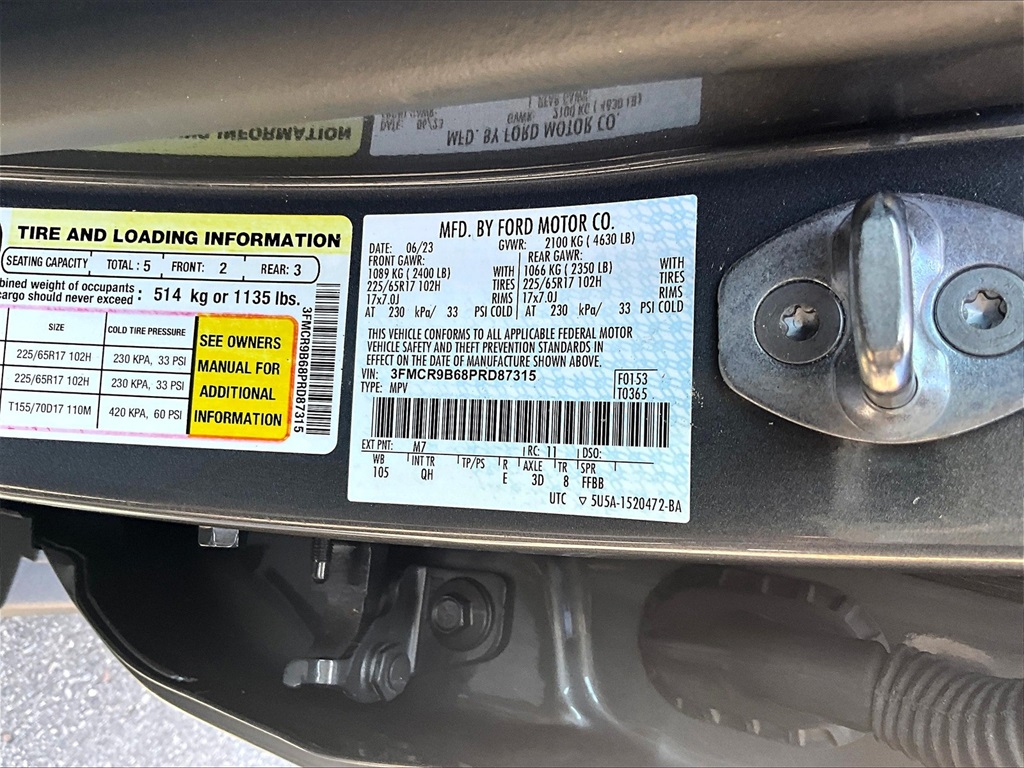 TIRE AND LOADING INFORMATION
SEATING CAPACITY TOTAL: 5 FRONT: 2 REAR: 3
bined weight of occupants
cargo should never exceed : 514 kg or 1135 lbs.
SIZE COLD TIRE PRESSURE
225/65R17 102H 230 KPA, 33 PSI
225/65R17 102H 230 KPA, 33 PSI
T155/70D17 110M 420 KPA, 60 PSI
SEE OWNERS
MANUAL FOR
ADDITIONAL
INFORMATION
3FMCR9B68PRD87315
MFD. BY FORD MOTOR CO.
DATE: 06/23 GVWR: 2100 KG ( 4630 LB)
FRONT GAWR: REAR GAWR:
1089 KG (2400 LB) WITH 1066 KG (2350 LB) WITH
225/65R17 102H TIRES 225/65R17 102H TIRES
17x7.0J RIMS 17x7.0J RIMS
AT 230 kPa/ 33 PSI COLD AT 230 kPa/ 33 PSI COLD
THIS VEHICLE CONFORMS TO ALL APPLICABLE FEDERAL MOTOR
VEHICLE SAFETY AND THEFT PREVENTION STANDARDS IN
EFFECT ON THE DATE OF MANUFACTURE SHOWN ABOVE.
VIN: 3FMCR9B68PRD87315 F0153
TYPE: MPV T0365
EXT PNT: M7 RC: 11 DSO:
WB INT TR TP/PS R AXLE TR SPR
105 QH E 3D 8 FFBB
UTC ▽ 5U5A-1520472-BA